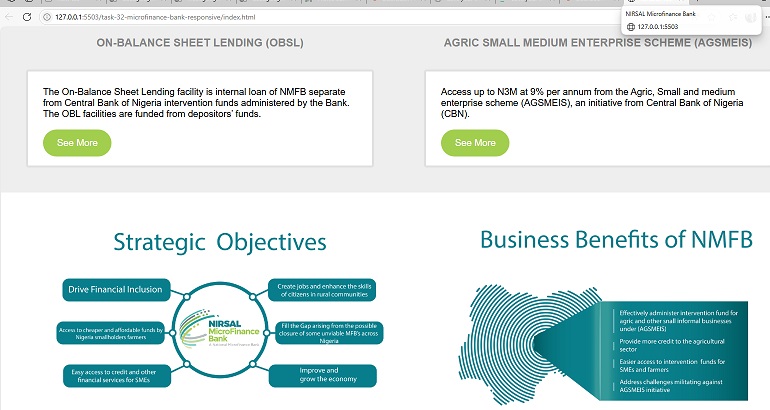 127.0.0.1:5503/task-32-microfinance-bank-responsive/index.html
NIRSAL Microfinance Bank
127.0.0.1:5503
ON-BALANCE SHEET LENDING (OBSL)
AGRIC SMALL MEDIUM ENTERPRISE SCHEME (AGSMEIS)
The On-Balance Sheet Lending facility is internal loan of NMFB separate
from Central Bank of Nigeria intervention funds administered by the Bank.
The OBL facilities are funded from depositors' funds.
See More
Access up to N3M at 9% per annum from the Agric, Small and medium
enterprise scheme (AGSMEIS), an initiative from Central Bank of Nigeria
(CBN).
See More
Strategic Objectives
Drive Financial Inclusion
Create jobs and enhance the skills
of citizens in rural communities
Access to cheaper and affordable funds by
Nigeria smallholders farmers
NIRSAL
MicroFinance
Bank
A National Microfinance Bank
Fill the Gap arising from the possible
closure of some unviable MFB's across
Nigeria
Easy access to credit and other
financial services for SMEs
Improve and
grow the economy
Business Benefits of NMFB
Effectively administer intervention fund for
agric and other snall informal businesses
under (AGSMEIS)
Provide more credit to the agricultural
sector
Easier access to intervention funds for
SMEs and farmers
Address challenges militating against
AGSMEIS initiative